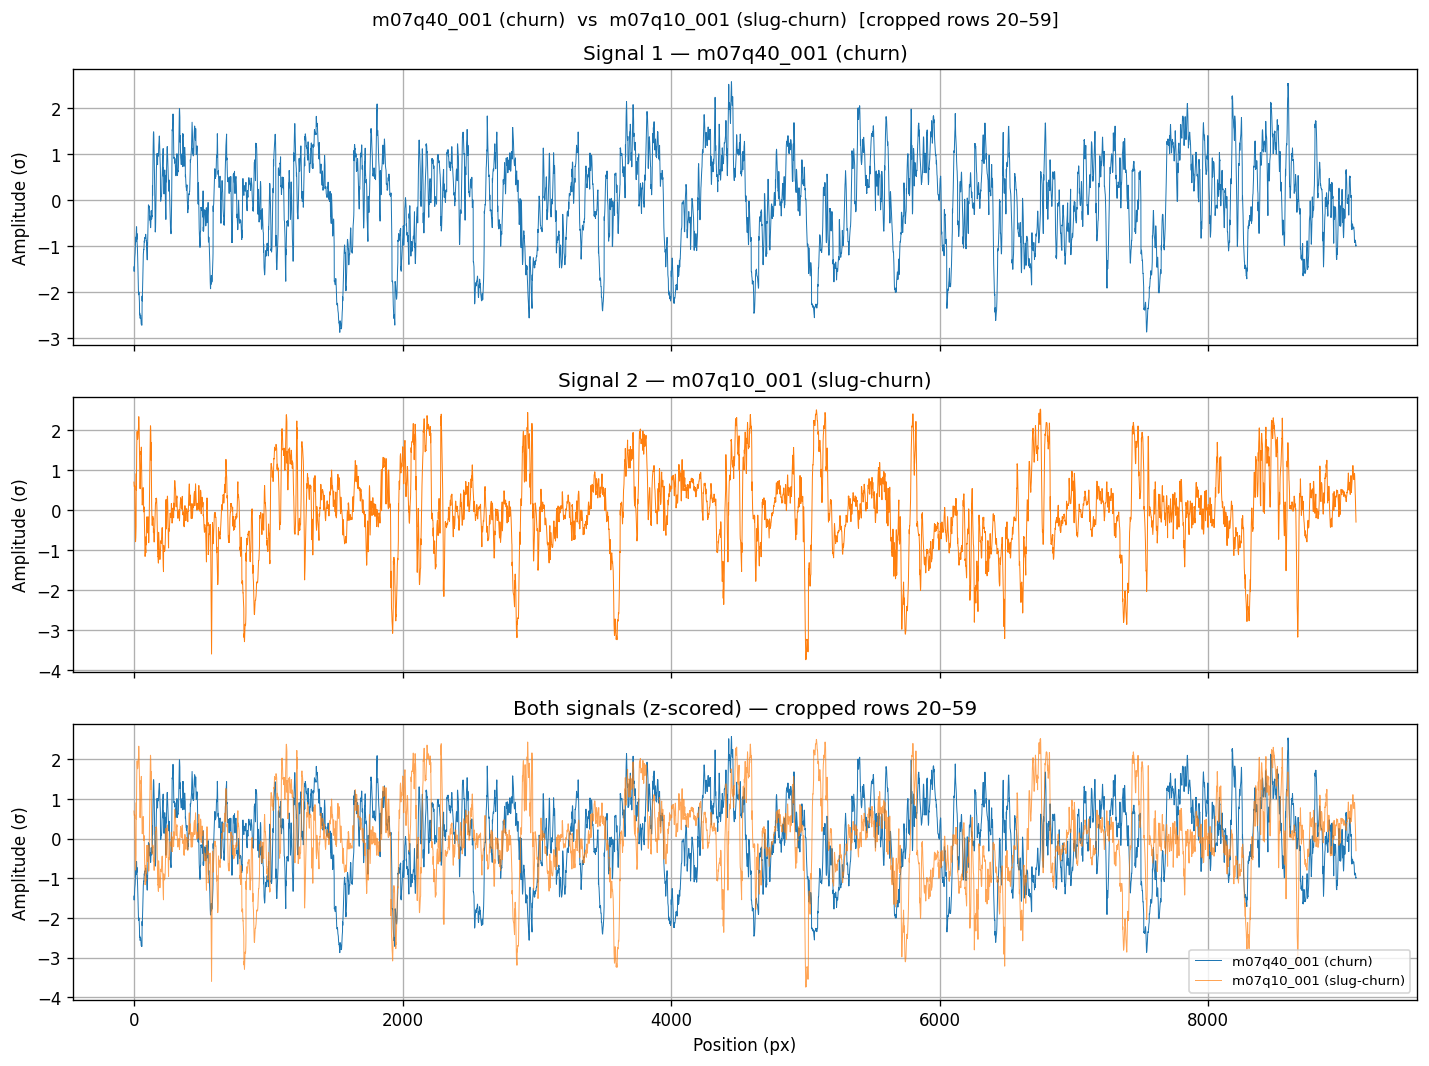 m07q40_001 (churn)  vs  m07q10_001 (slug-churn)  [cropped rows 20–59]
Signal 1 — m07q40_001 (churn)
Amplitude (σ)
2
1
0
−1
−2
−3
Signal 2 — m07q10_001 (slug-churn)
Amplitude (σ)
2
1
0
−1
−2
−3
−4
Both signals (z-scored) — cropped rows 20–59
Amplitude (σ)
2
1
0
−1
−2
−3
−4
m07q40_001 (churn)
m07q10_001 (slug-churn)
0 2000 4000 6000 8000
Position (px)